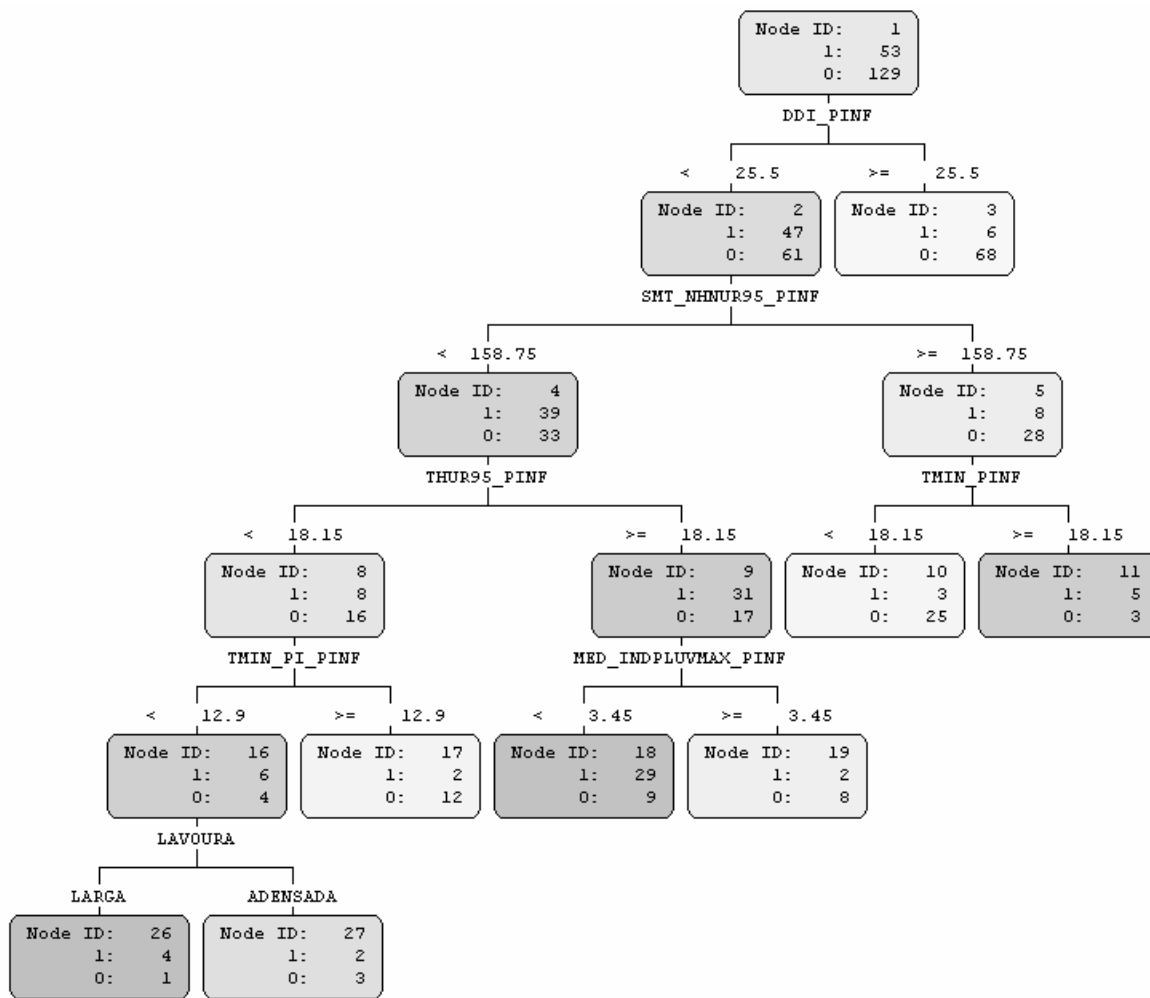 Node ID: 1
1: 53
0: 129
DDI_PINF
< 25.5 >= 25.5
Node ID: 2 Node ID: 3
1: 47 1: 6
0: 61 0: 68
SMT_NHNUR95_PINF
< 158.75 >= 158.75
Node ID: 4 Node ID: 5
1: 39 1: 8
0: 33 0: 28
THUR95_PINF TMIN_PINF
< 18.15 >= 18.15 < 18.15 >= 18.15
Node ID: 8 Node ID: 9 Node ID: 10 Node ID: 11
1: 8 1: 31 1: 3 1: 5
0: 16 0: 17 0: 25 0: 3
TMIN_PI_PINF MED_INDPLUVMAX_PINF
< 12.9 >= 12.9 < 3.45 >= 3.45
Node ID: 16 Node ID: 17 Node ID: 18 Node ID: 19
1: 6 1: 2 1: 29 1: 2
0: 4 0: 12 0: 9 0: 8
LAVOURA
LARGA ADENSADA
Node ID: 26 Node ID: 27
1: 4 1: 2
0: 1 0: 3